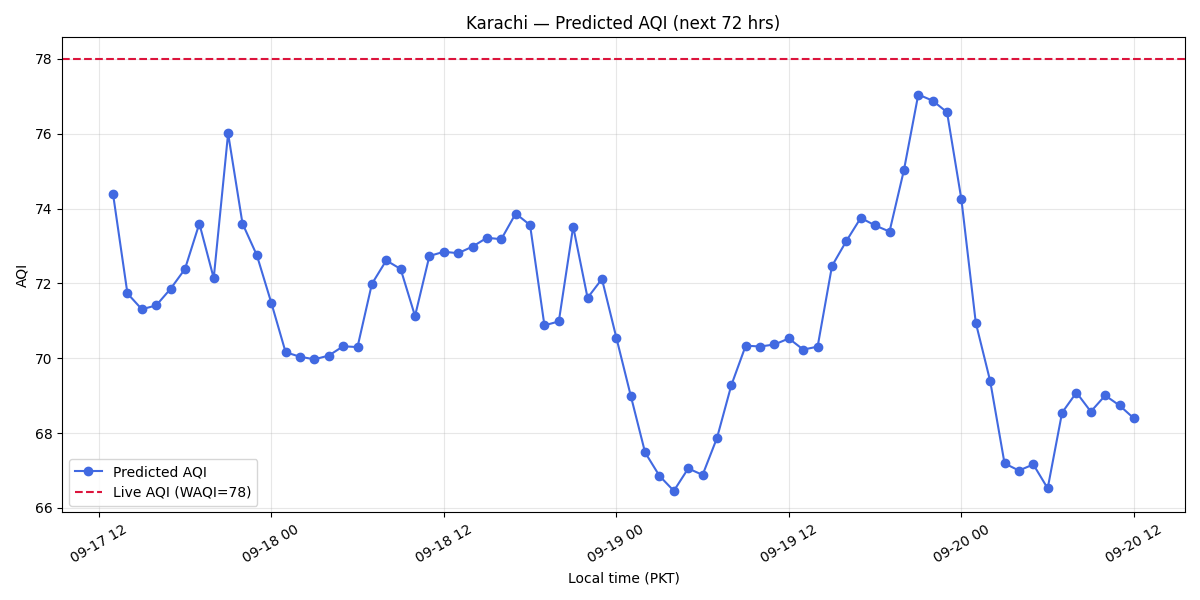 Karachi — Predicted AQI (next 72 hrs)
AQI
78
76
74
72
70
68
66
Predicted AQI
Live AQI (WAQI=78)
09-17 12
09-18 00
09-18 12
09-19 00
09-19 12
09-20 00
09-20 12
Local time (PKT)